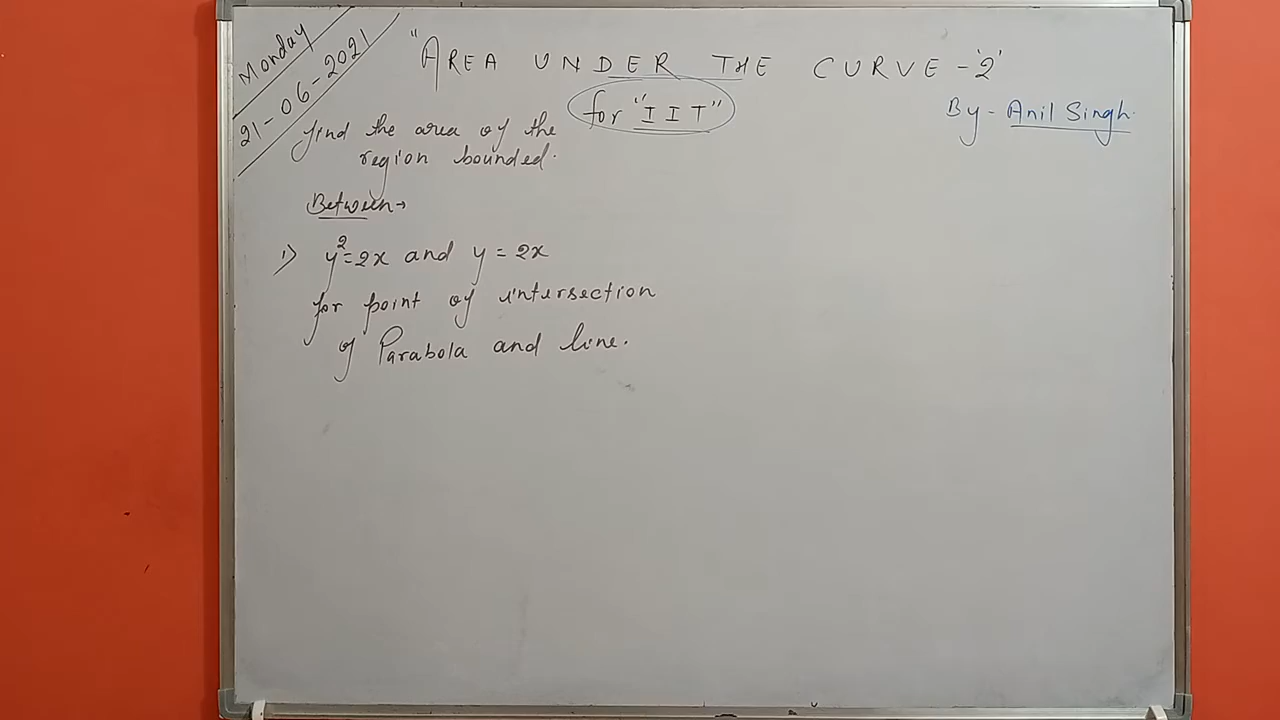 Monday
21-06-2021
"AREA UNDER THE CURVE-'2'
for "IIT"
By- Anil Singh.
find the area of the
region bounded.
Between→
1) y²=2x and y = 2x
for point of intersection
of Parabola and line.